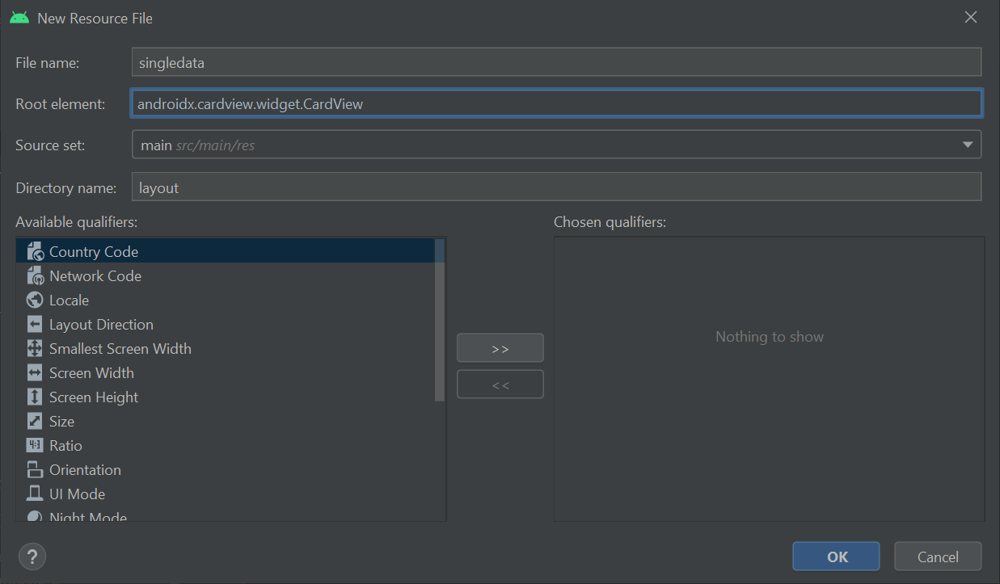 New Resource File
File name:
singledata
Root element:
androidx.cardview.widget.CardView
Source set:
main src/main/res
Directory name:
layout
Available qualifiers:
Country Code
Network Code
Locale
Layout Direction
Smallest Screen Width
Screen Width
Screen Height
Size
Ratio
Orientation
UI Mode
Night Mode
>>
<<
Chosen qualifiers:
Nothing to show
?
OK
Cancel